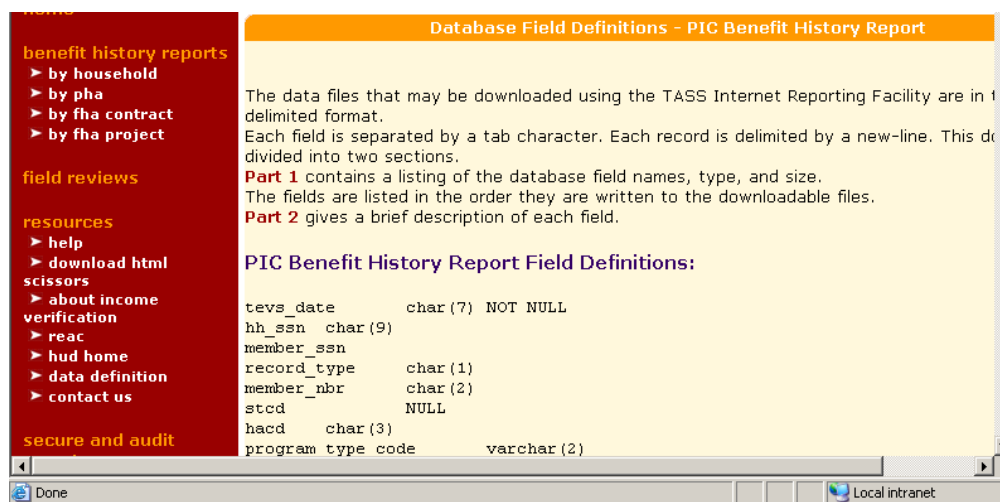 Database Field Definitions - PIC Benefit History Report
benefit history reports
by household
by pha
by fha contract
by fha project
field reviews
resources
help
download html
scissors
about income
verification
reac
hud home
data definition
contact us
secure and audit
The data files that may be downloaded using the TASS Internet Reporting Facility are in
delimited format.
Each field is separated by a tab character. Each record is delimited by a new-line. This
divided into two sections.
Part 1 contains a listing of the database field names, type, and size.
The fields are listed in the order they are written to the downloadable files.
Part 2 gives a brief description of each field.
PIC Benefit History Report Field Definitions:
tevs_date char(7) NOT NULL
hh_ssn char(9)
member_ssn
record_type char(1)
member_nbr char(2)
stcd NULL
hacd char(3)
program_type_code varchar(2)
Done
Local intranet